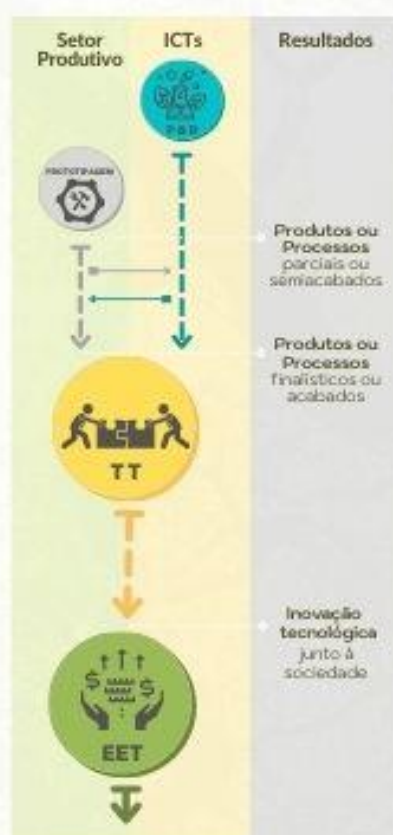 Setor
Produtivo
ICTs
Resultados
P&D
PROTOTIPAGEM
Produtos ou
Processos
parciais ou
semiacabados
Produtos ou
Processos
finalísticos ou
acabados
TT
Inovação
tecnológica
junto à
sociedade
$ $
EET